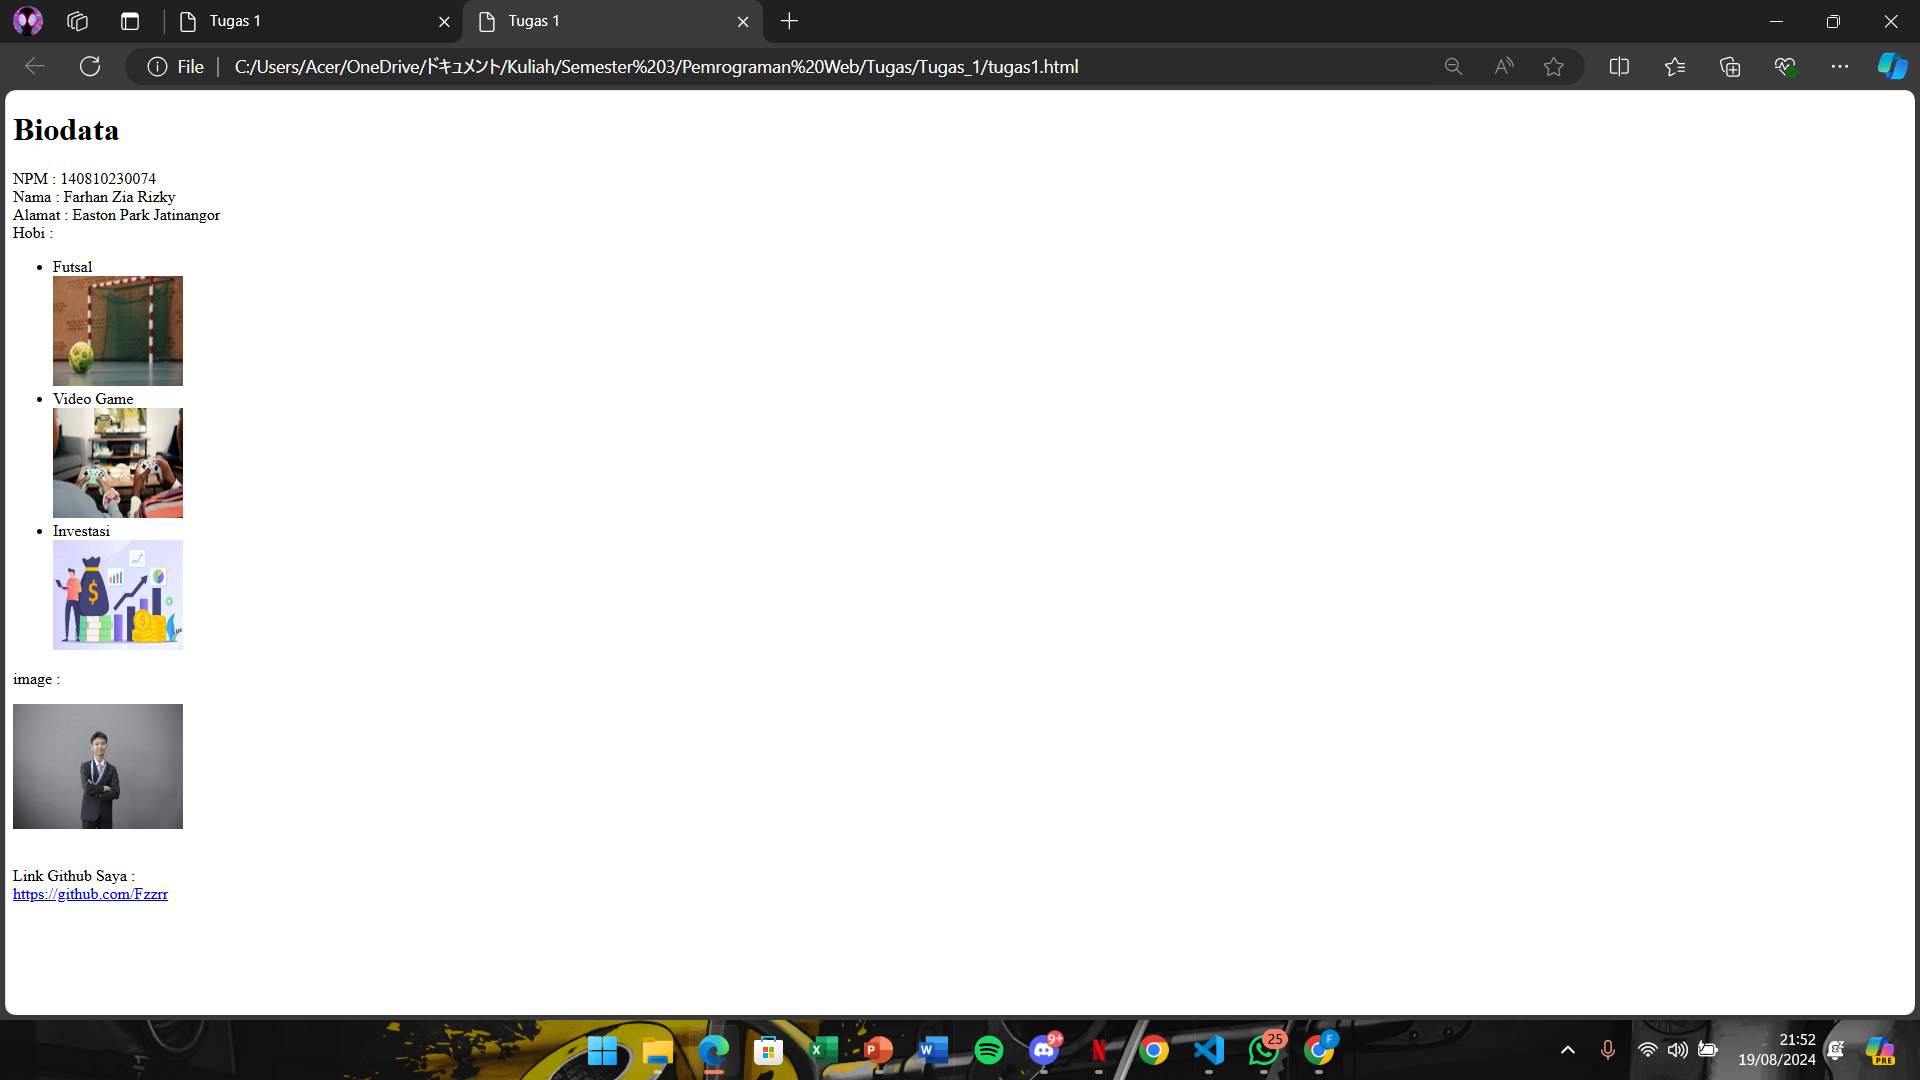 Tugas 1
Tugas 1
File
C:/Users/Acer/OneDrive/ドキュメント/Kuliah/Semester%203/Pemrograman%20Web/Tugas/Tugas_1/tugas1.html
Biodata
NPM : 140810230074
Nama : Farhan Zia Rizky
Alamat : Easton Park Jatinangor
Hobi :
Futsal
Video Game
Investasi
image :
Link Github Saya :
https://github.com/Fzzrr
9+
25
F
21:52
19/08/2024
PRE